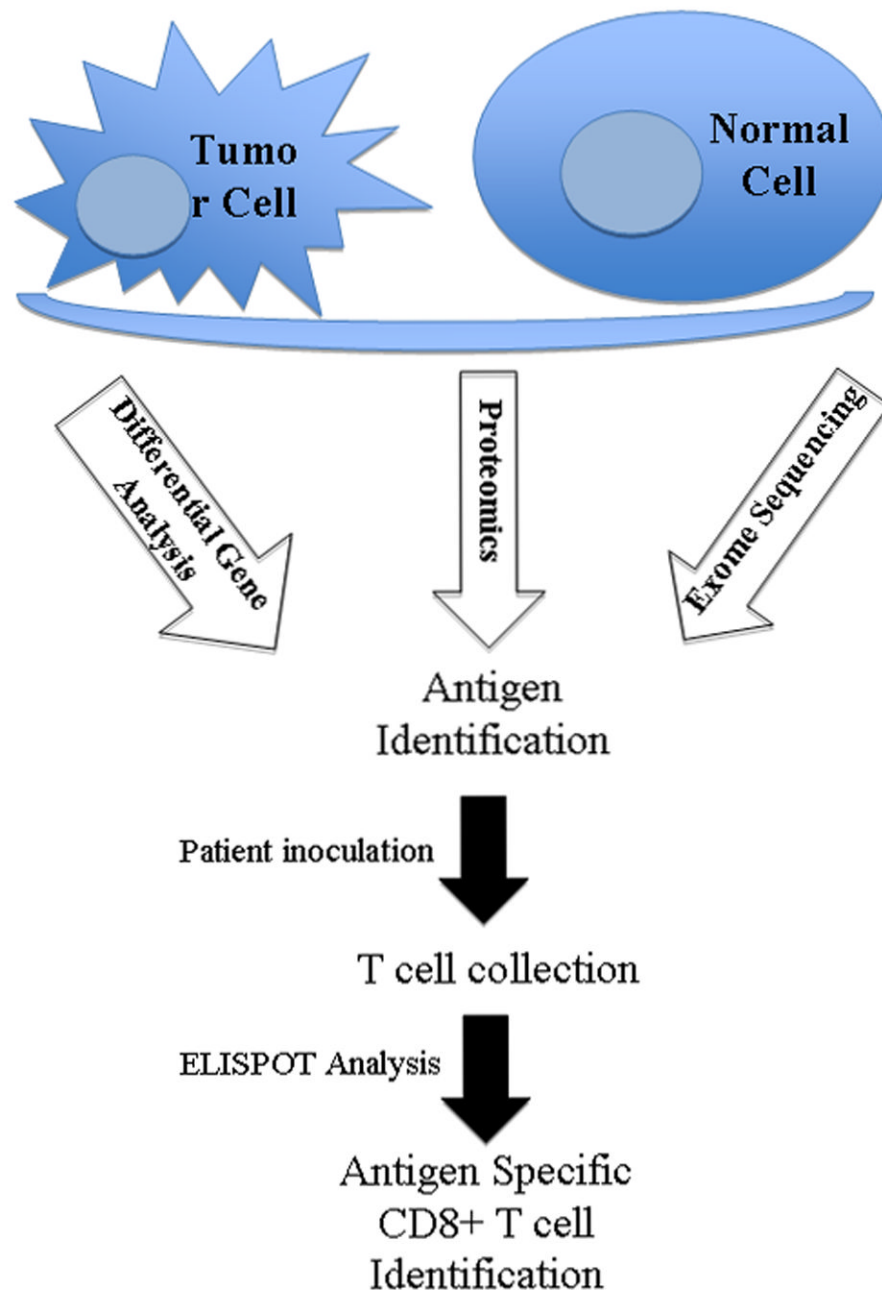 Tumo
r Cell
Normal
Cell
Differential Gene
Analysis
Proteomics
Exome Sequencing
Antigen
Identification
Patient inoculation
T cell collection
ELISPOT Analysis
Antigen Specific
CD8+ T cell
Identification